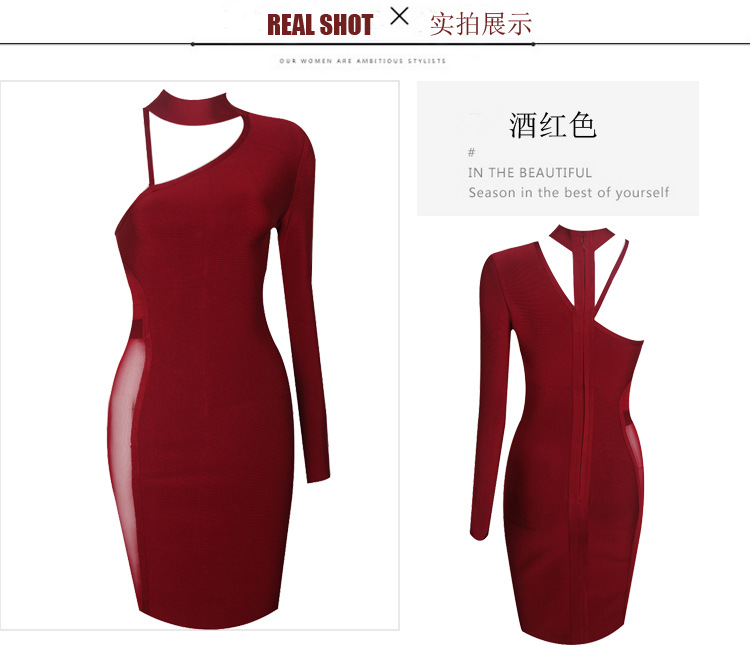 REAL SHOT × 实拍展示
OUR WOMEN ARE AMBITIOUS STYLISTS
酒红色
#
IN THE BEAUTIFUL
Season in the best of yourself